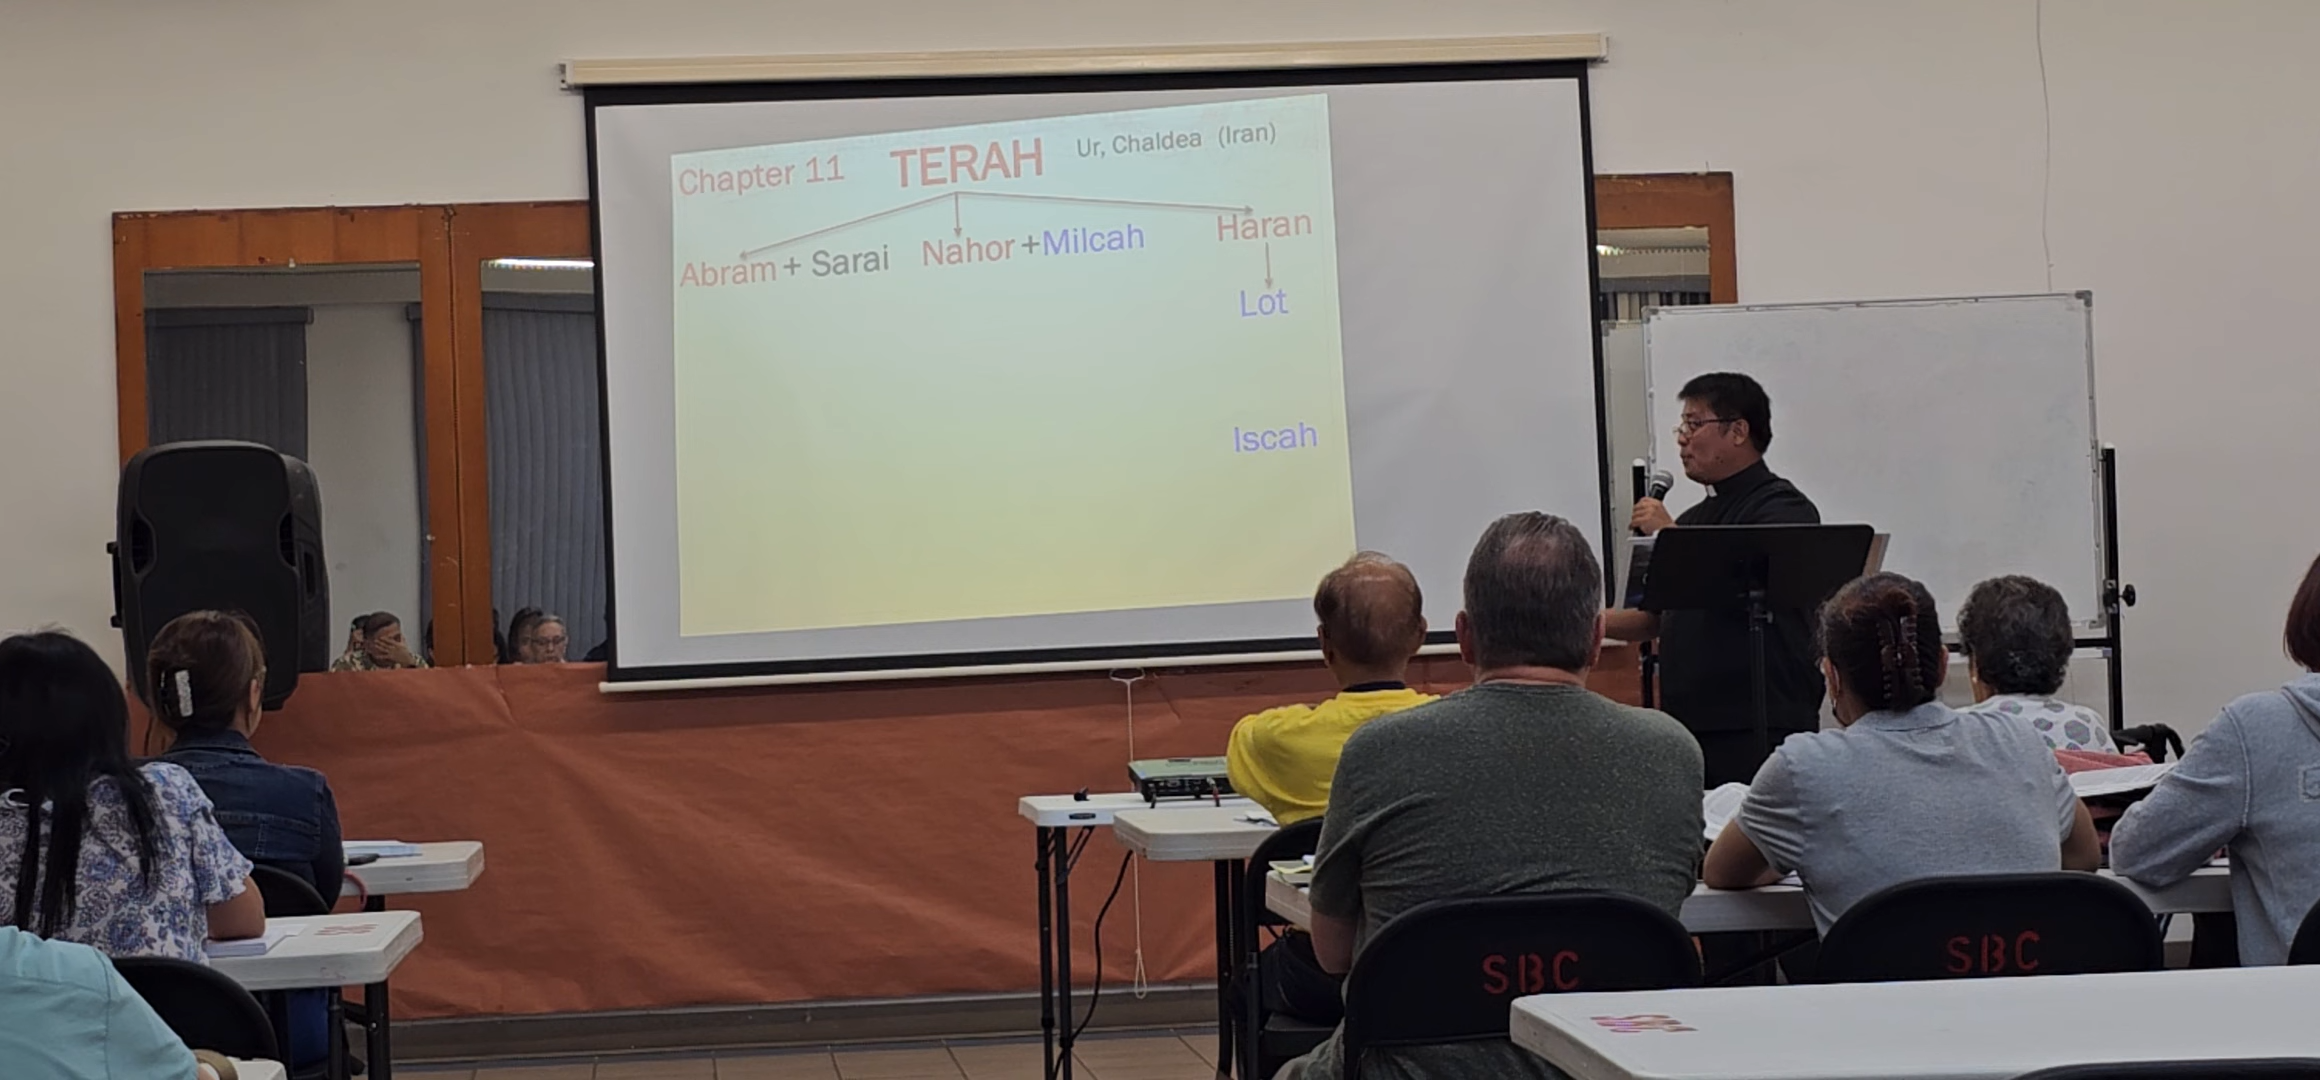 Chapter 11 TERAH Ur, Chaldea (Iran)
Abram + Sarai Nahor + Milcah Haran
Lot
Iscah
SBC
SBC